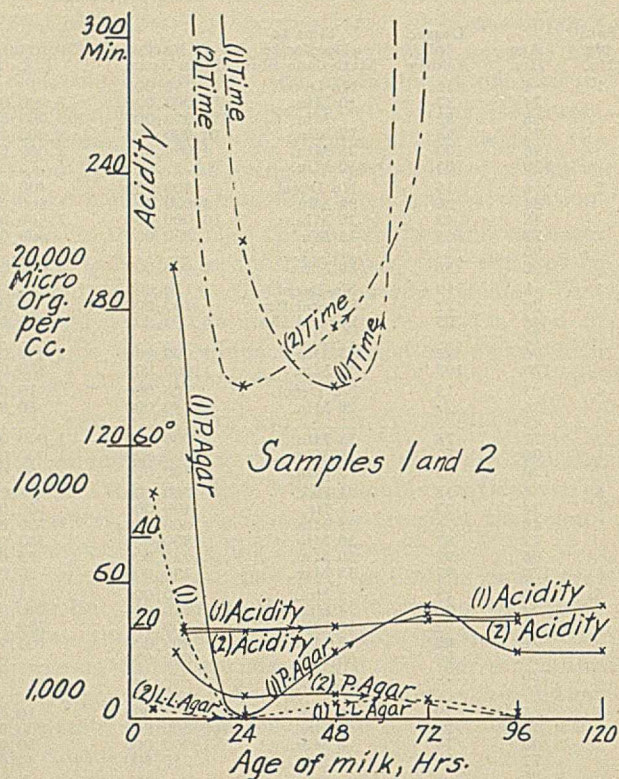 300
Min.
(2)Time
(1)Time
Acidity
240
20,000
Micro
Org.
per
cc.
180
(2)Time
(1)Time
(1)P.Agar
120
60°
Samples 1 and 2
10,000
40
60
(1)
(1)Acidity
20
(1)Acidity
(2)Acidity
(2)Acidity
(1)P.Agar
(2)P.Agar
1,000
(2)L.L.Agar
(1)L.L.Agar
0
0
24
48
72
96
120
Age of milk, Hrs.